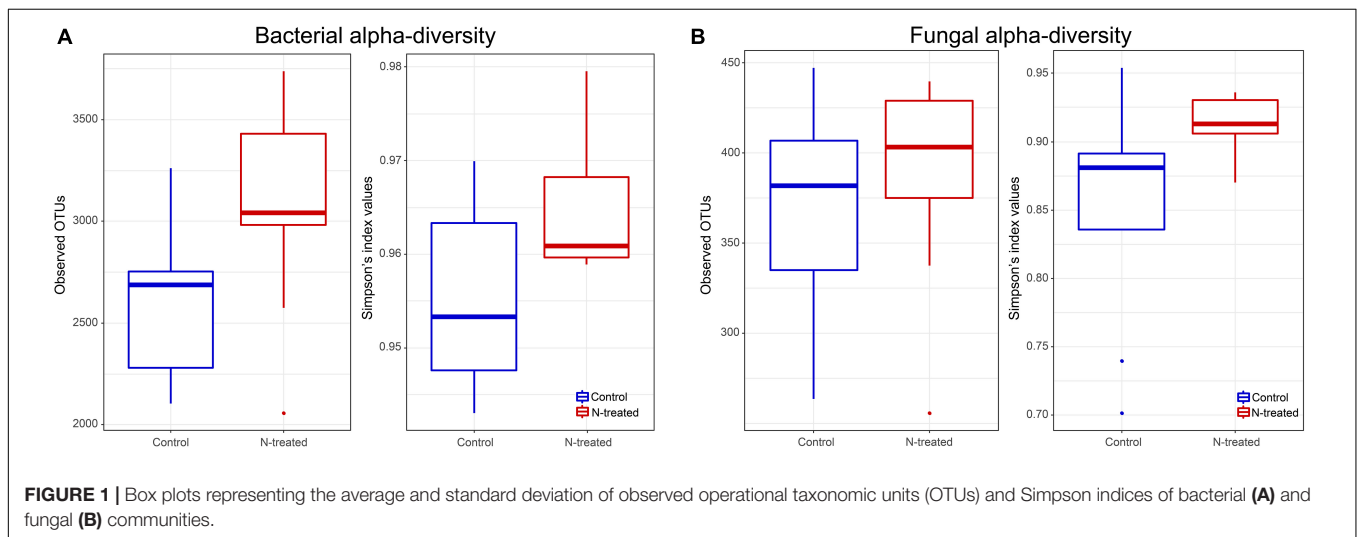 A
Bacterial alpha-diversity
Observed OTUs
3500
3000
2500
2000
Control
N-treated
Simpson's index values
0.98
0.97
0.96
0.95
Control
N-treated
Control
N-treated
B
Fungal alpha-diversity
Observed OTUs
450
400
350
300
Control
N-treated
Simpson's index values
0.95
0.90
0.85
0.80
0.75
0.70
Control
N-treated
Control
N-treated
FIGURE 1 | Box plots representing the average and standard deviation of observed operational taxonomic units (OTUs) and Simpson indices of bacterial (A) and
fungal (B) communities.